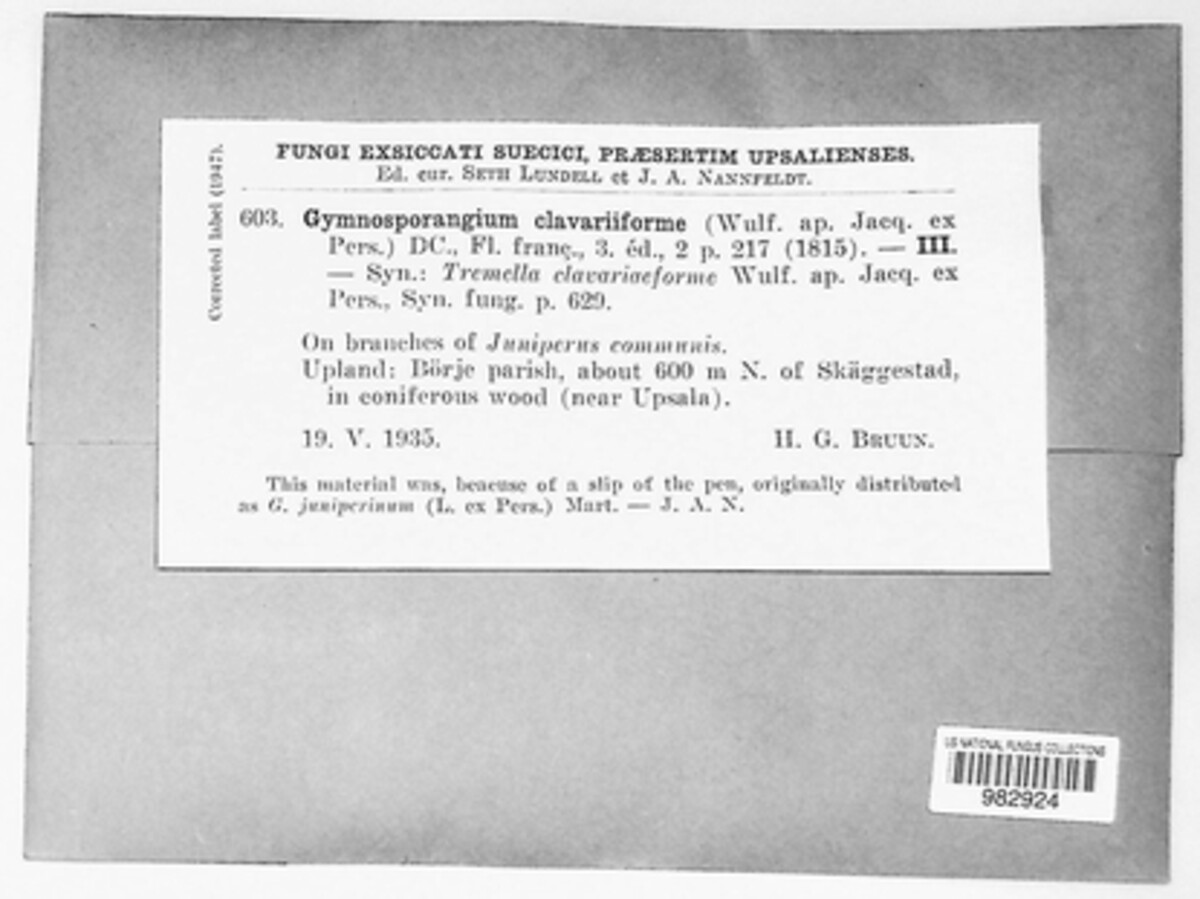 FUNGI EXSICCATI SUECICI, PRÆSERTIM UPSALIENSES.
Ed. cur. SETH LUNDELL et J. A. NANNFELDT.
Corrected label (1947).
603. Gymnosporangium clavariiforme (Wulf. ap. Jacq. ex
Pers.) DC., Fl. franç., 3. éd., 2 p. 217 (1815). — III.
— Syn.: Tremella clavariaeforme Wulf. ap. Jacq. ex
Pers., Syn. fung. p. 629.
On branches of Juniperus communis.
Upland: Börje parish, about 600 m N. of Skäggestad,
in coniferous wood (near Upsala).
19. V. 1935. H. G. BRUUN.
This material was, beacuse of a slip of the pen, originally distributed
as G. juniperinum (L. ex Pers.) Mart. — J. A. N.
US NATIONAL FUNGUS COLLECTIONS
982924